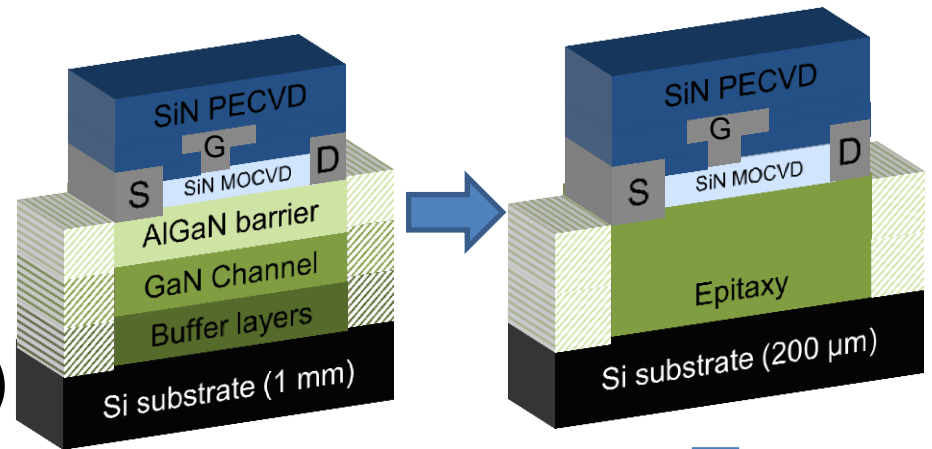 SiN PECVD
G
S
SiN MOCVD
D
AlGaN barrier
GaN Channel
Buffer layers
Si substrate (1 mm)
)
SiN PECVD
G
S
SiN MOCVD
D
Epitaxy
Si substrate (200 µm)